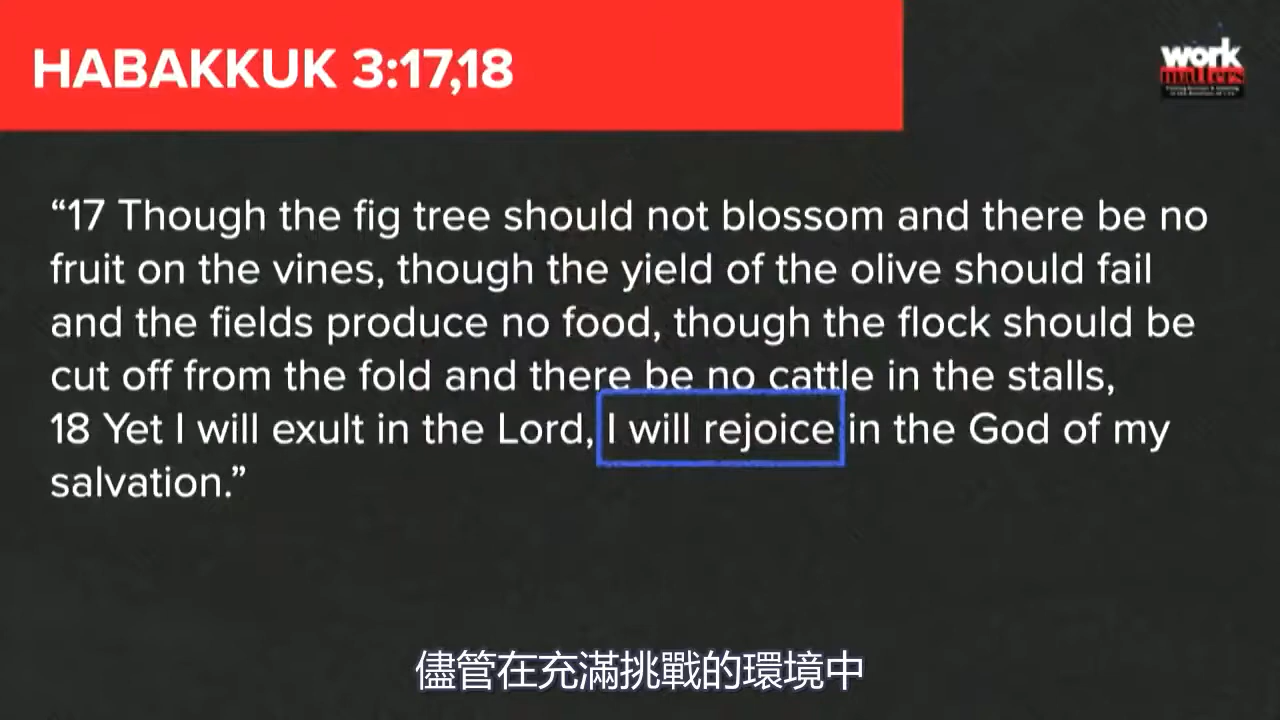 HABAKKUK 3:17,18
work
matters
“17 Though the fig tree should not blossom and there be no
fruit on the vines, though the yield of the olive should fail
and the fields produce no food, though the flock should be
cut off from the fold and there be no cattle in the stalls,
18 Yet I will exult in the Lord, I will rejoice in the God of my
salvation.”
儘管在充滿挑戰的環境中